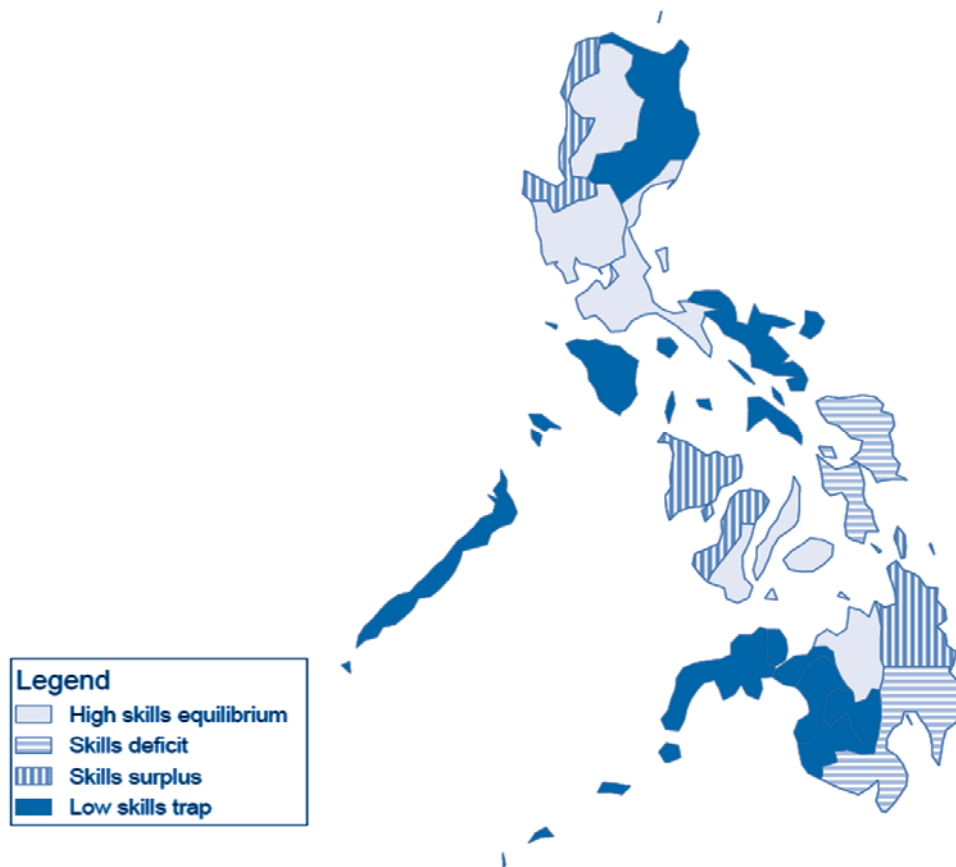 Legend
High skills equilibrium
Skills deficit
Skills surplus
Low skills trap